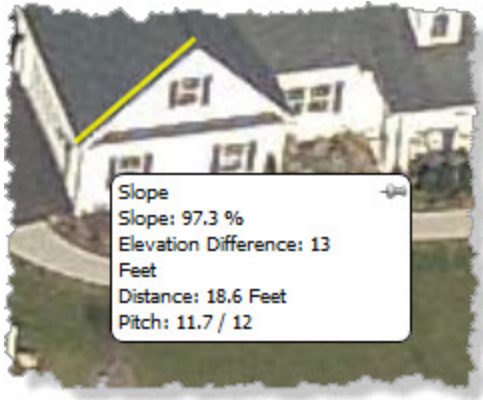 Slope
Slope: 97.3 %
Elevation Difference: 13
Feet
Distance: 18.6 Feet
Pitch: 11.7 / 12